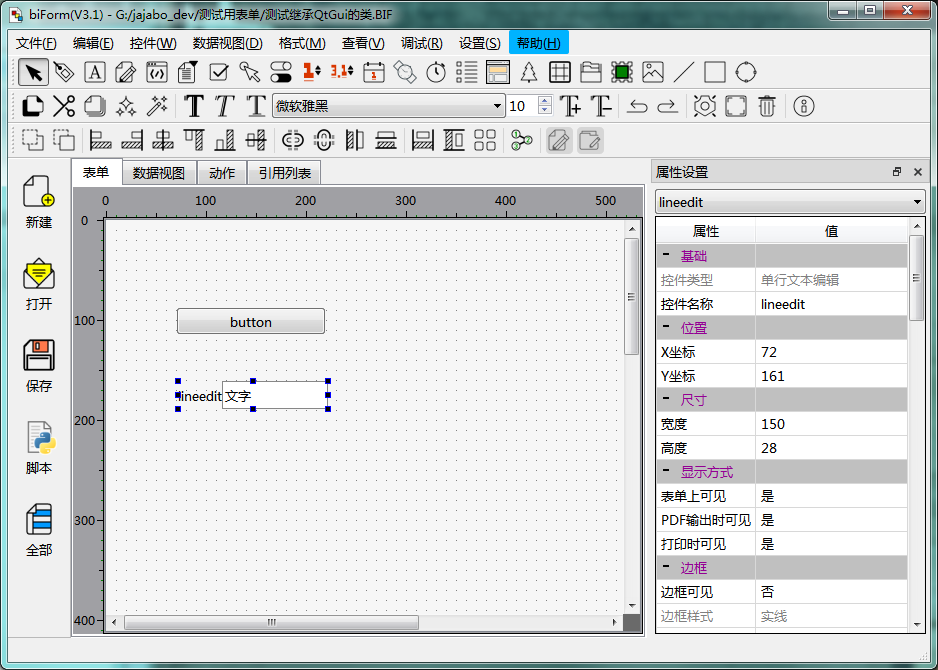 biForm(V3.1) - G:/jajabo_dev/测试用表单/测试继承QtGui的类.BIF
文件(F) 编辑(E) 控件(W) 数据视图(D) 格式(M) 查看(V) 调试(R) 设置(S) 帮助(H)
微软雅黑 10
表单 数据视图 动作 引用列表
新建
打开
保存
脚本
全部
0 100 200 300 400 500
0
100
200
300
400
button
lineedit 文字
属性设置
lineedit
属性 值
基础
控件类型 单行文本编辑
控件名称 lineedit
位置
X坐标 72
Y坐标 161
尺寸
宽度 150
高度 28
显示方式
表单上可见 是
PDF输出时可见 是
打印时可见 是
边框
边框可见 否
边框样式 实线